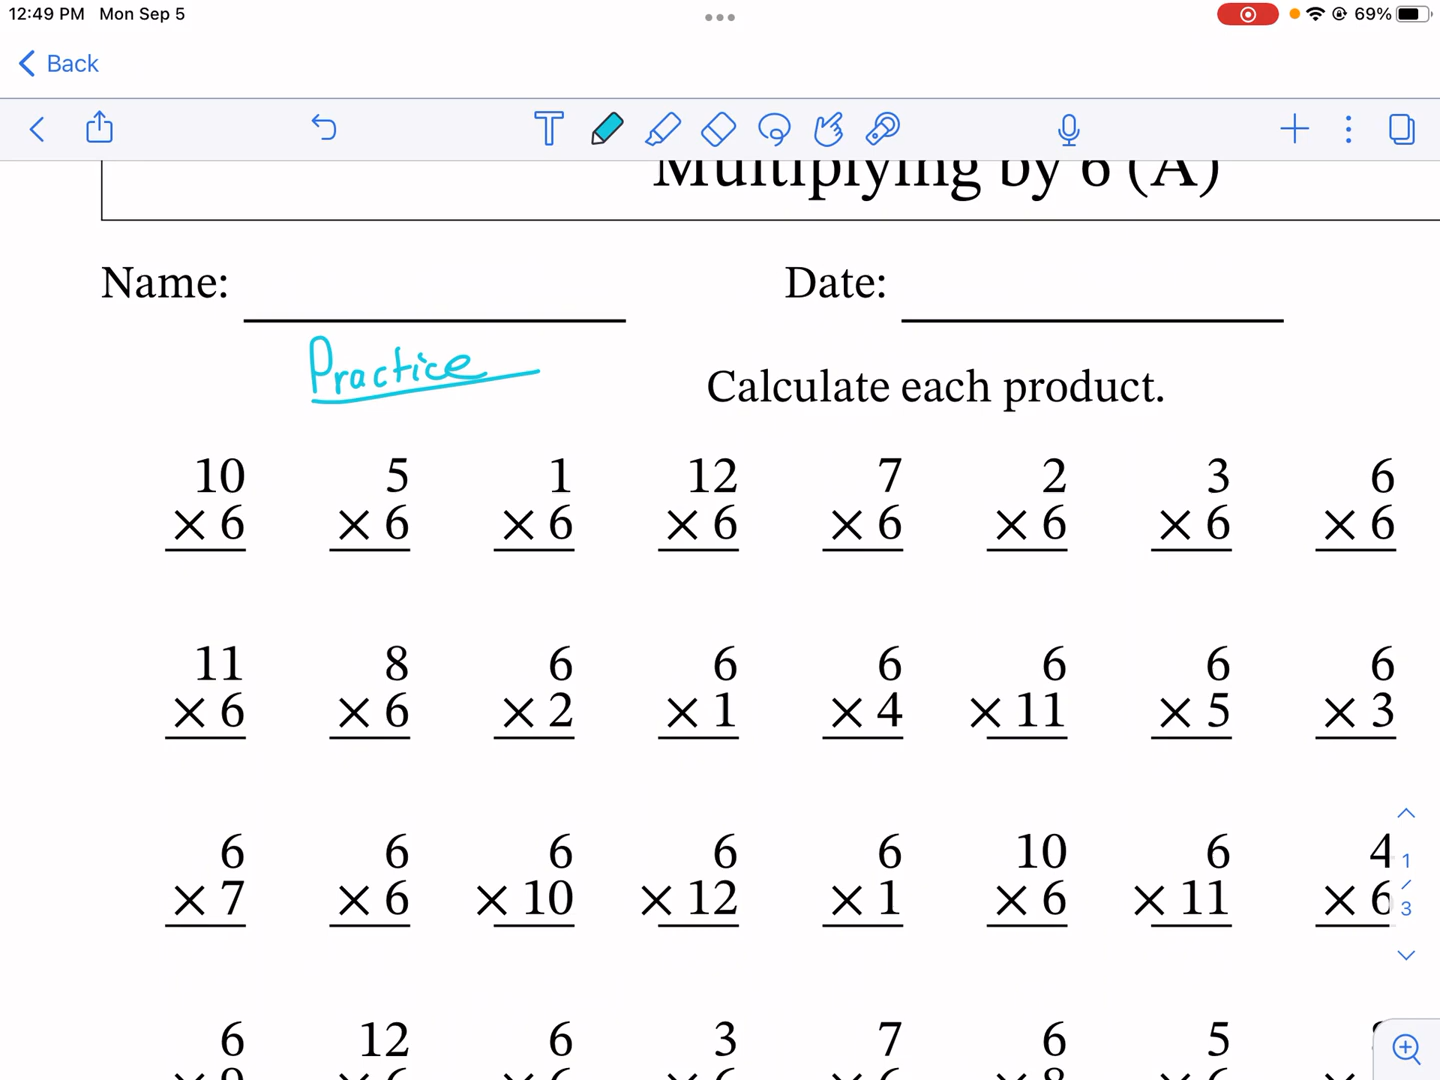 12:49 PM Mon Sep 5
69%
Back
Multiplying by 6 (A)
Name:
Date:
Practice
Calculate each product.
10 5 1 12 7 2 3 6
× 6 × 6 × 6 × 6 × 6 × 6 × 6 × 6
11 8 6 6 6 6 6 6
× 6 × 6 × 2 × 1 × 4 × 11 × 5 × 3
6 6 6 6 6 10 6 4
× 7 × 6 × 10 × 12 × 1 × 6 × 11 × 6
1
/
3
6 12 6 3 7 6 5